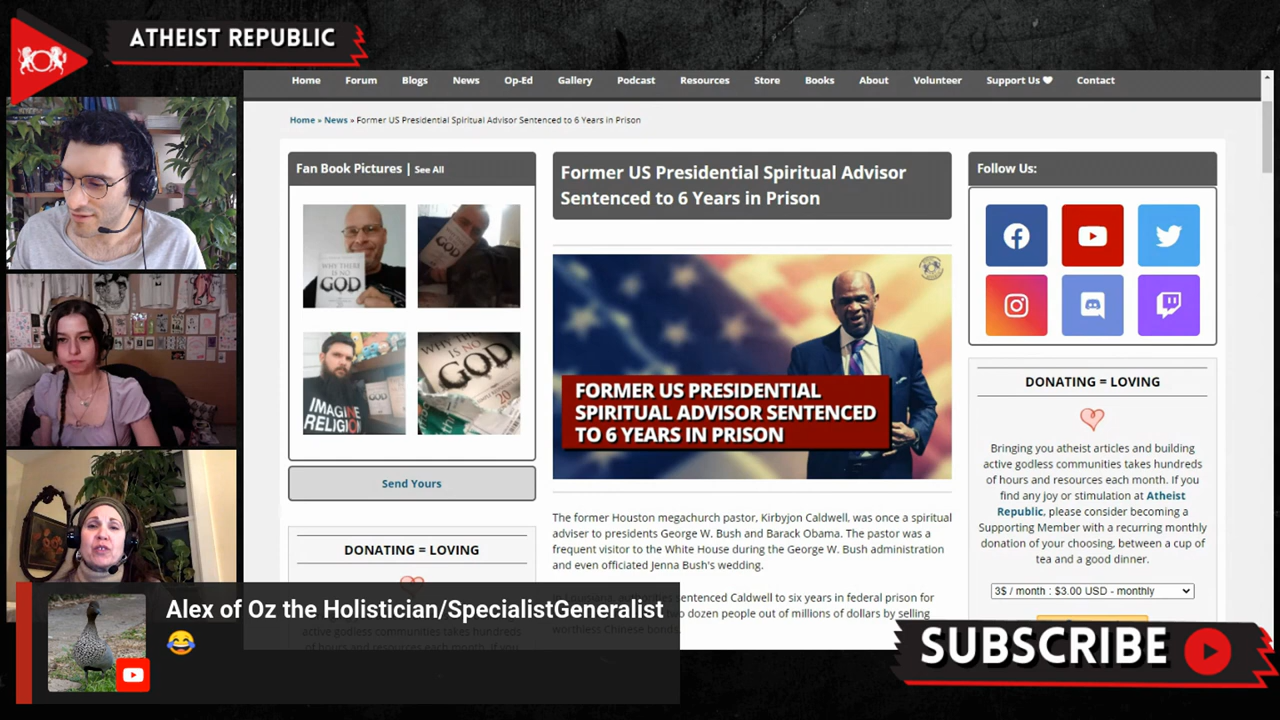 ATHEIST REPUBLIC
Home Forum Blogs News Op-Ed Gallery Podcast Resources Store Books About Volunteer Support Us Contact
Home » News » Former US Presidential Spiritual Advisor Sentenced to 6 Years in Prison
Fan Book Pictures | See All
WHY THERE IS NO
GOD
GOD
IMAGINE
RELIGION
WHY THERE
IS NO
GOD
20
Send Yours
DONATING = LOVING
Former US Presidential Spiritual Advisor
Sentenced to 6 Years in Prison
FORMER US PRESIDENTIAL
SPIRITUAL ADVISOR SENTENCED
TO 6 YEARS IN PRISON
The former Houston megachurch pastor, Kirbyjon Caldwell, was once a spiritual
adviser to presidents George W. Bush and Barack Obama. The pastor was a
frequent visitor to the White House during the George W. Bush administration
and even officiated Jenna Bush's wedding.
In Louisiana, authorities sentenced Caldwell to six years in federal prison for
dozen people out of millions of dollars by selling
worthless Chinese bonds.
Follow Us:
DONATING = LOVING
Bringing you atheist articles and building
active godless communities takes hundreds
of hours and resources each month. If you
find any joy or stimulation at Atheist
Republic, please consider becoming a
Supporting Member with a recurring monthly
donation of your choosing, between a cup of
tea and a good dinner.
3$ / month : $3.00 USD - monthly
Alex of Oz the Holistician/SpecialistGeneralist
😂
active godless communities takes hundreds
SUBSCRIBE